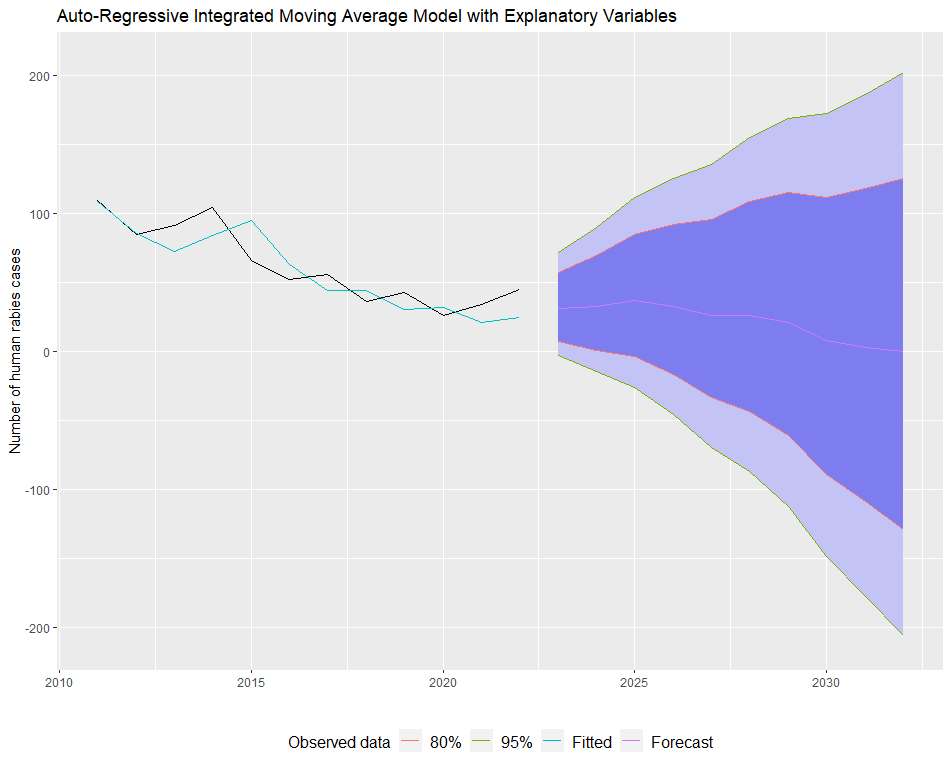 Auto-Regressive Integrated Moving Average Model with Explanatory Variables
Number of human rabies cases
200
100
0
-100
-200
2010 2015 2020 2025 2030
Observed data 80% 95% Fitted Forecast